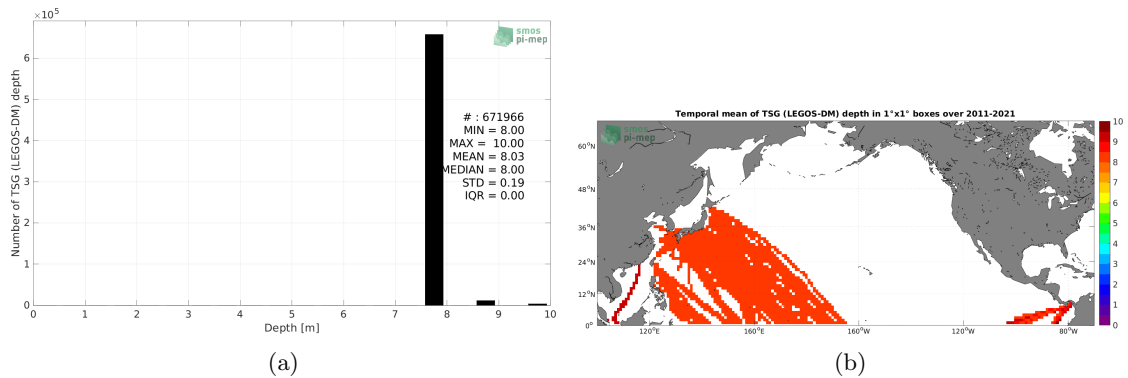 ×10⁵
smos
pi-mep
6
5
4
3
2
1
0
Number of TSG (LEGOS-DM) depth
# : 671966
MIN = 8.00
MAX = 10.00
MEAN = 8.03
MEDIAN = 8.00
STD = 0.19
IQR = 0.00
0 1 2 3 4 5 6 7 8 9 10
Depth [m]
(a)
Temporal mean of TSG (LEGOS-DM) depth in 1°x1° boxes over 2011-2021
smos
pi-mep
60°N
48°N
36°N
24°N
12°N
0°
120°E 160°E 160°W 120°W 80°W
10
9
8
7
6
5
4
3
2
1
0
(b)